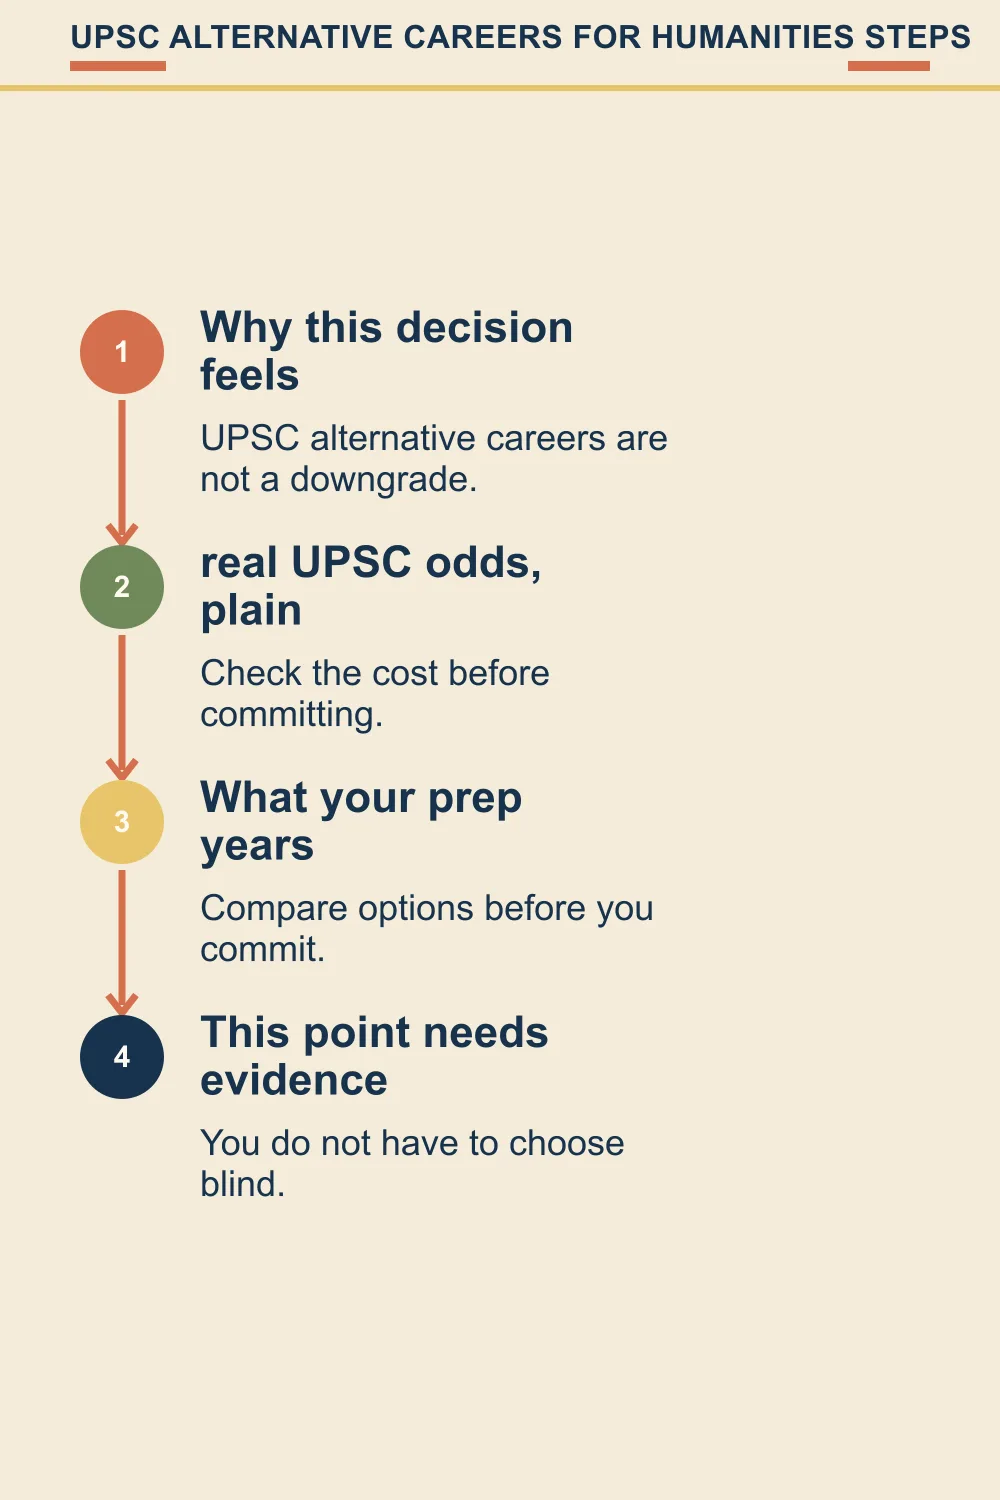 UPSC ALTERNATIVE CAREERS FOR HUMANITIES STEPS
1
Why this decision
feels
UPSC alternative careers are
not a downgrade.
2
real UPSC odds,
plain
Check the cost before
committing.
3
What your prep
years
Compare options before you
commit.
4
This point needs
evidence
You do not have to choose
blind.